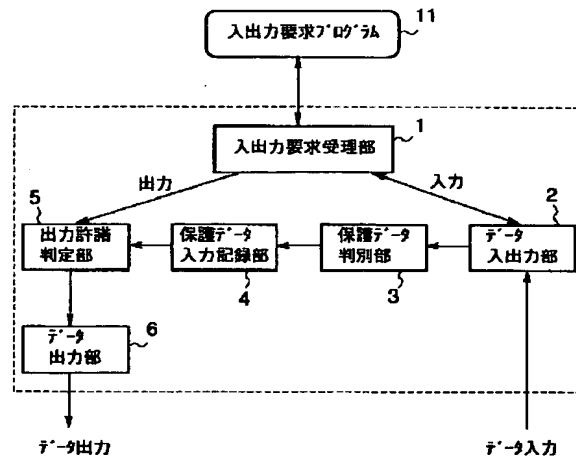 入出力要求ﾌﾟﾛｸﾞﾗﾑ
11
1
入出力要求受理部
出力
入力
5
2
出力許諾
判定部
保護ﾃﾞｰﾀ
入力記録部
保護ﾃﾞｰﾀ
判別部
ﾃﾞｰﾀ
入出力部
4
3
6
ﾃﾞｰﾀ
出力部
ﾃﾞｰﾀ出力
ﾃﾞｰﾀ入力